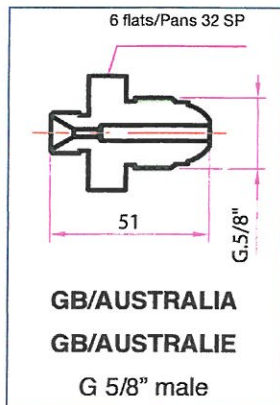 6 flats/Pans 32 SP
51
G.5/8"
GB/AUSTRALIA
GB/AUSTRALIE
G 5/8” male